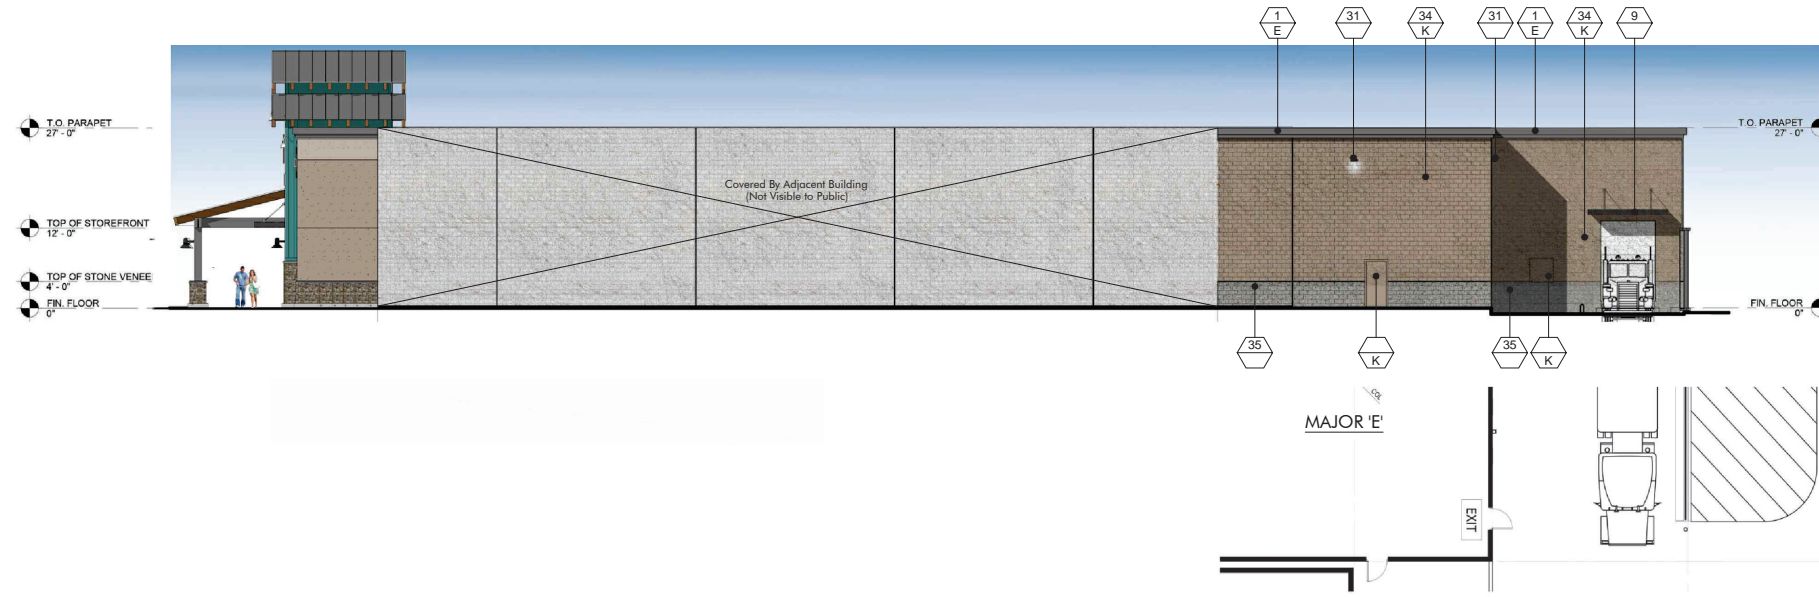 1
E
31
34
K
31
1
E
34
K
9
T.O. PARAPET
27' - 0"
T.O. PARAPET
27' - 0"
Covered By Adjacent Building
(Not Visible to Public)
TOP OF STOREFRONT
12' - 0"
TOP OF STONE VENEE
4' - 0"
FIN. FLOOR
0"
FIN. FLOOR
0"
35
K
35
K
COL
MAJOR 'E'
EXIT